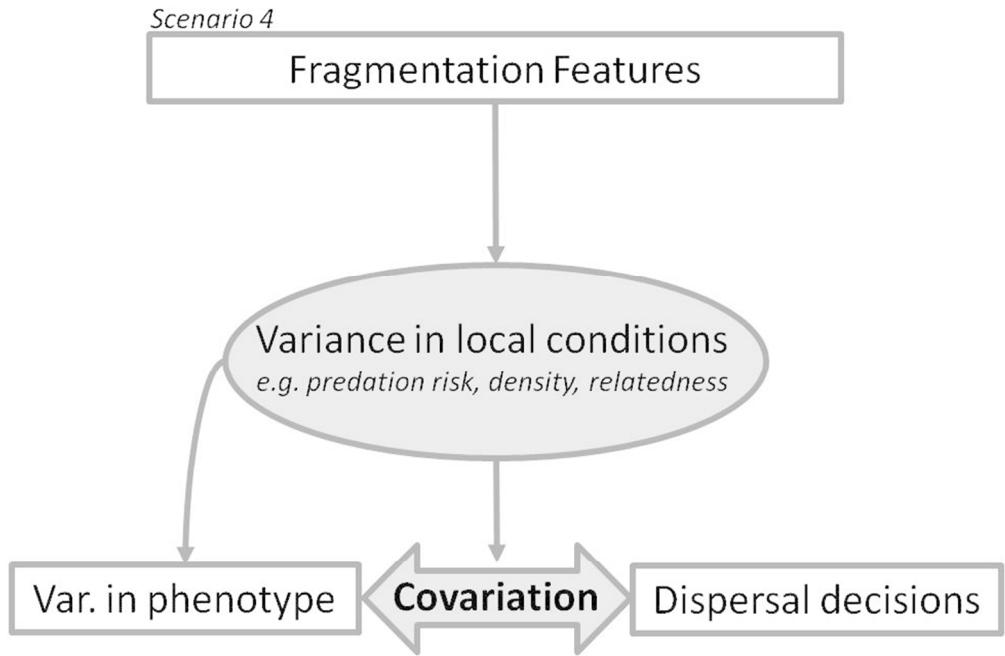 Scenario 4
Fragmentation Features
Variance in local conditions
e.g. predation risk, density, relatedness
Var. in phenotype
Covariation
Dispersal decisions